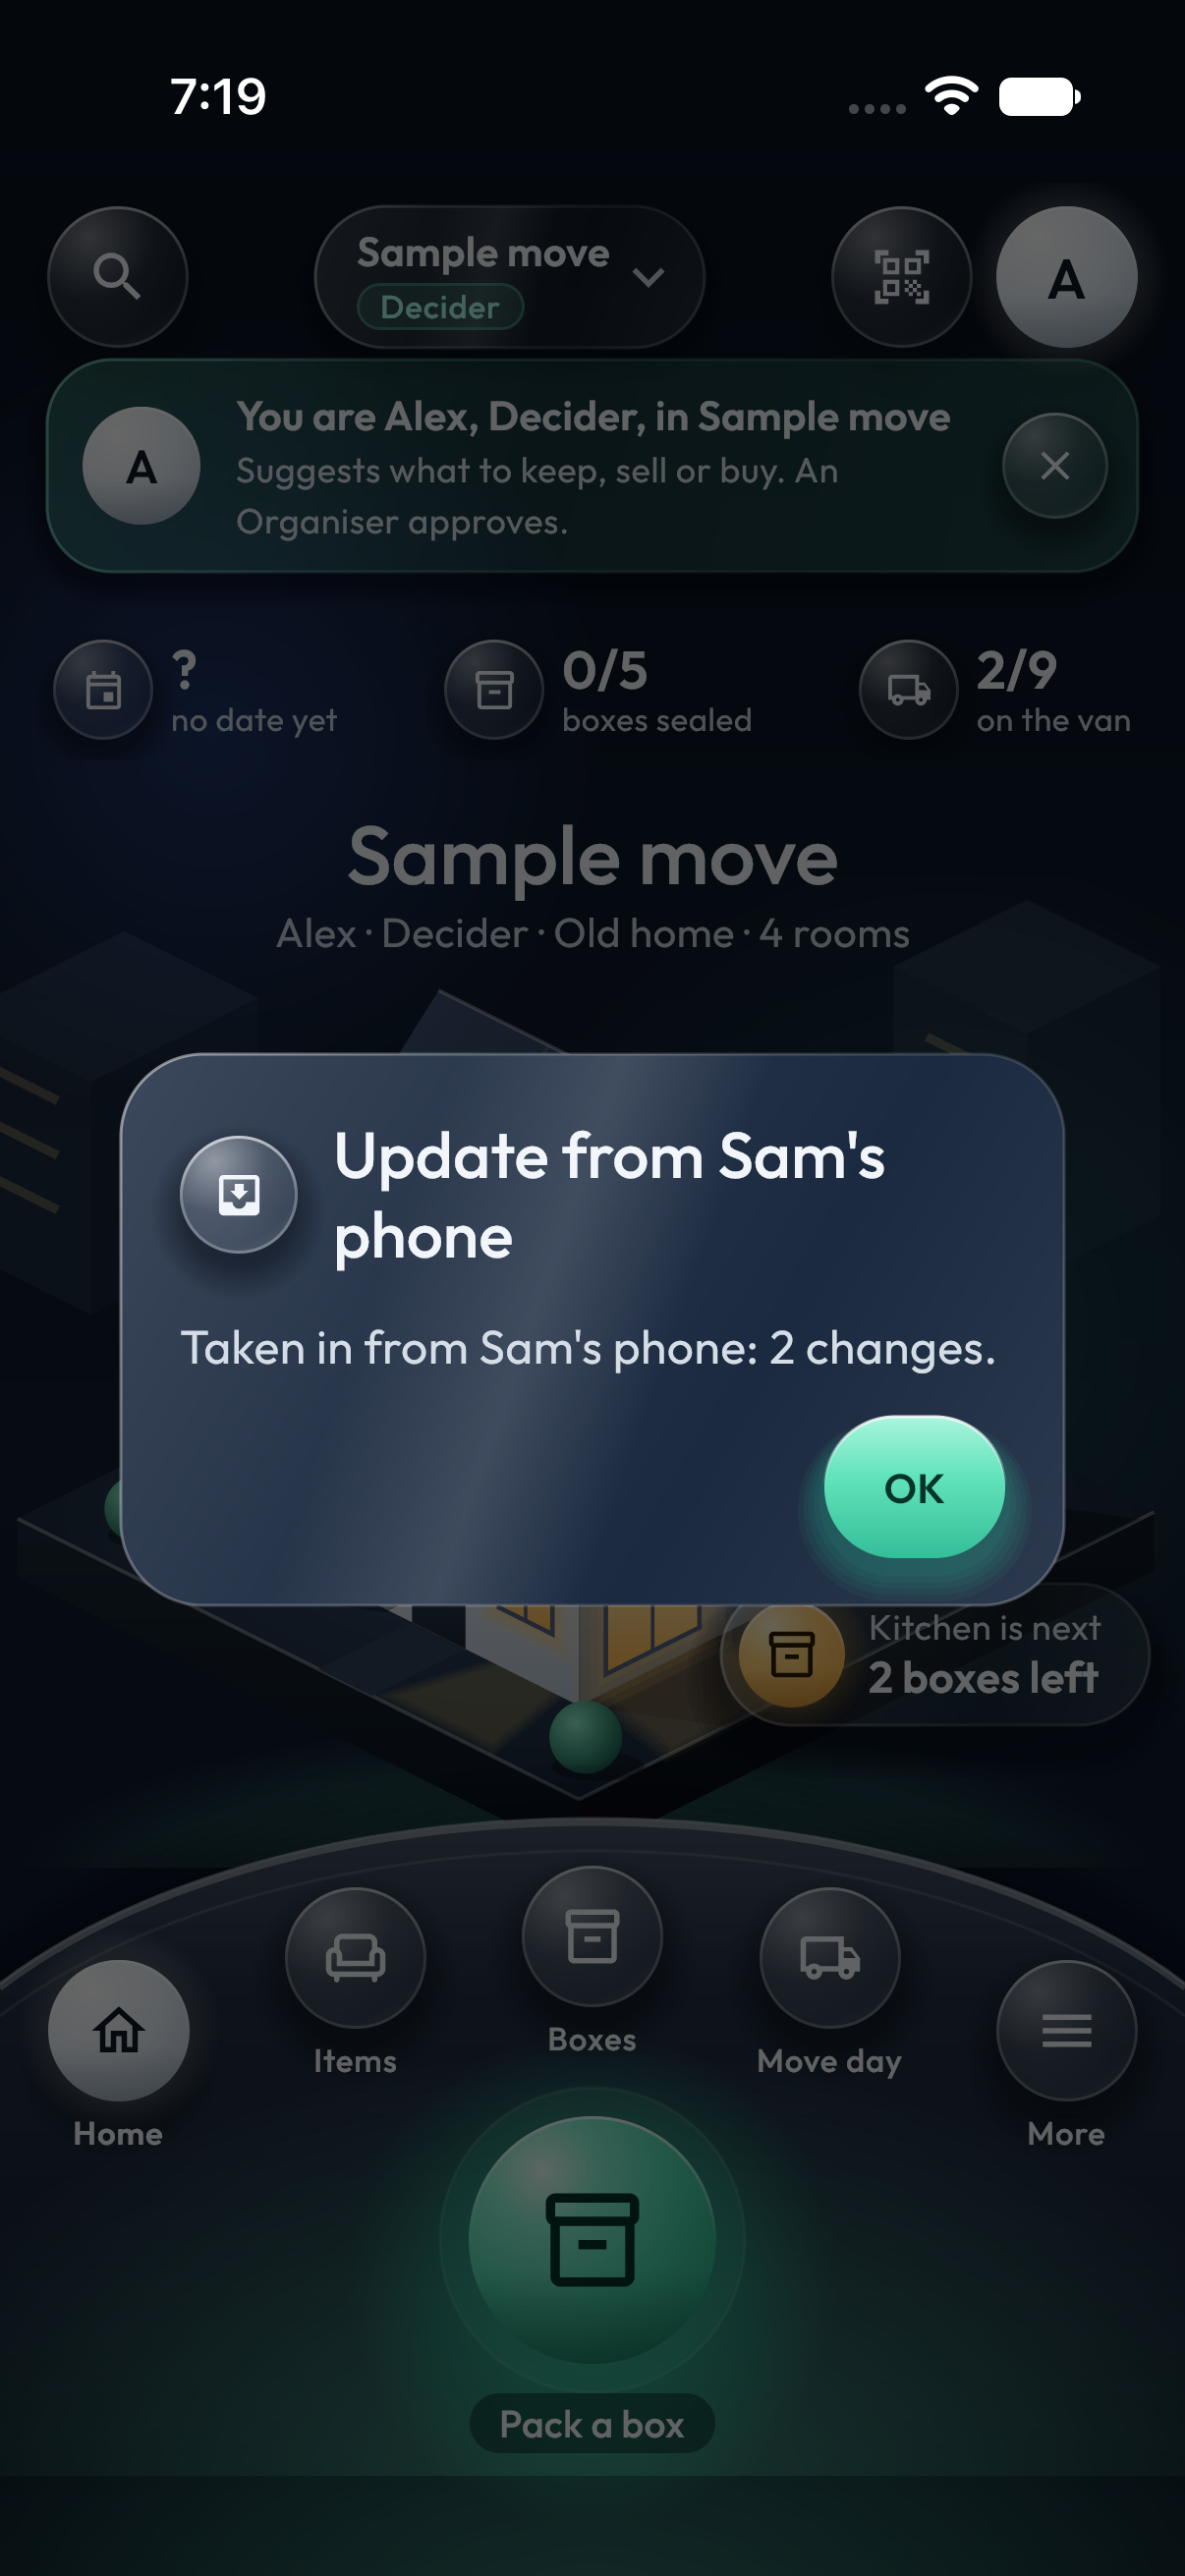 7:19
Sample move
Decider
A
You are Alex, Decider, in Sample move
A
Suggests what to keep, sell or buy. An
Organiser approves.
?
no date yet
0/5
boxes sealed
2/9
on the van
Sample move
Alex · Decider · Old home · 4 rooms
Update from Sam's
phone
Taken in from Sam's phone: 2 changes.
OK
Kitchen is next
2 boxes left
Items
Boxes
Move day
Home
More
Pack a box